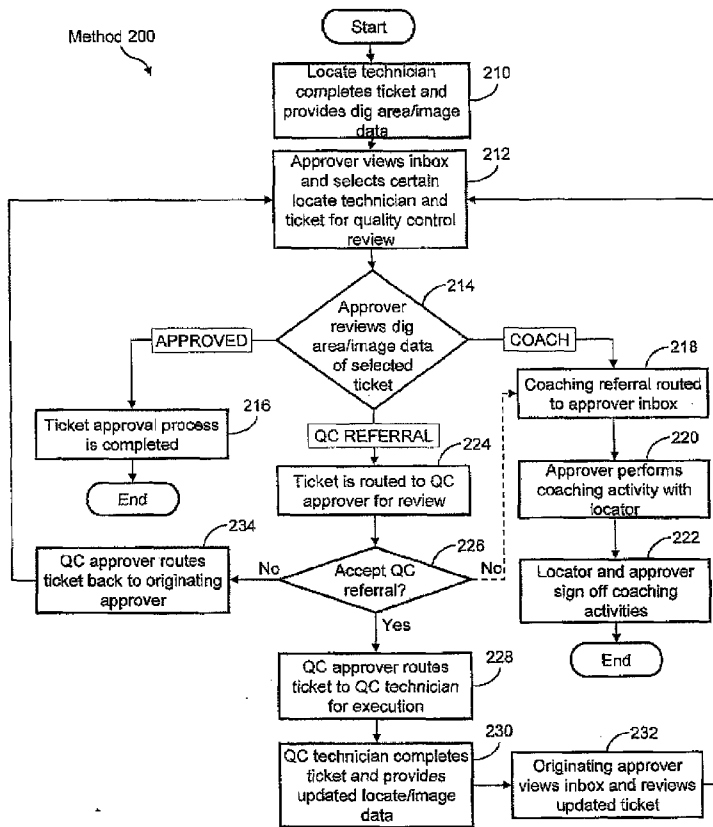 Method 200
Start
Locate technician
completes ticket and
provides dig area/image
data
210
Approver views inbox
and selects certain
locate technician and
ticket for quality control
review
212
Approver
reviews dig
area/image data
of selected
ticket
214
APPROVED
COACH
QC REFERRAL
Ticket approval process
is completed
216
End
Coaching referral routed
to approver inbox
218
Approver performs
coaching activity with
locator
220
Locator and approver
sign off coaching
activities
222
End
Ticket is routed to QC
approver for review
224
Accept QC
referral?
226
No
No
Yes
QC approver routes
ticket back to originating
approver
234
QC approver routes
ticket to QC technician
for execution
228
QC technician completes
ticket and provides
updated locate/image
data
230
Originating approver
views inbox and reviews
updated ticket
232